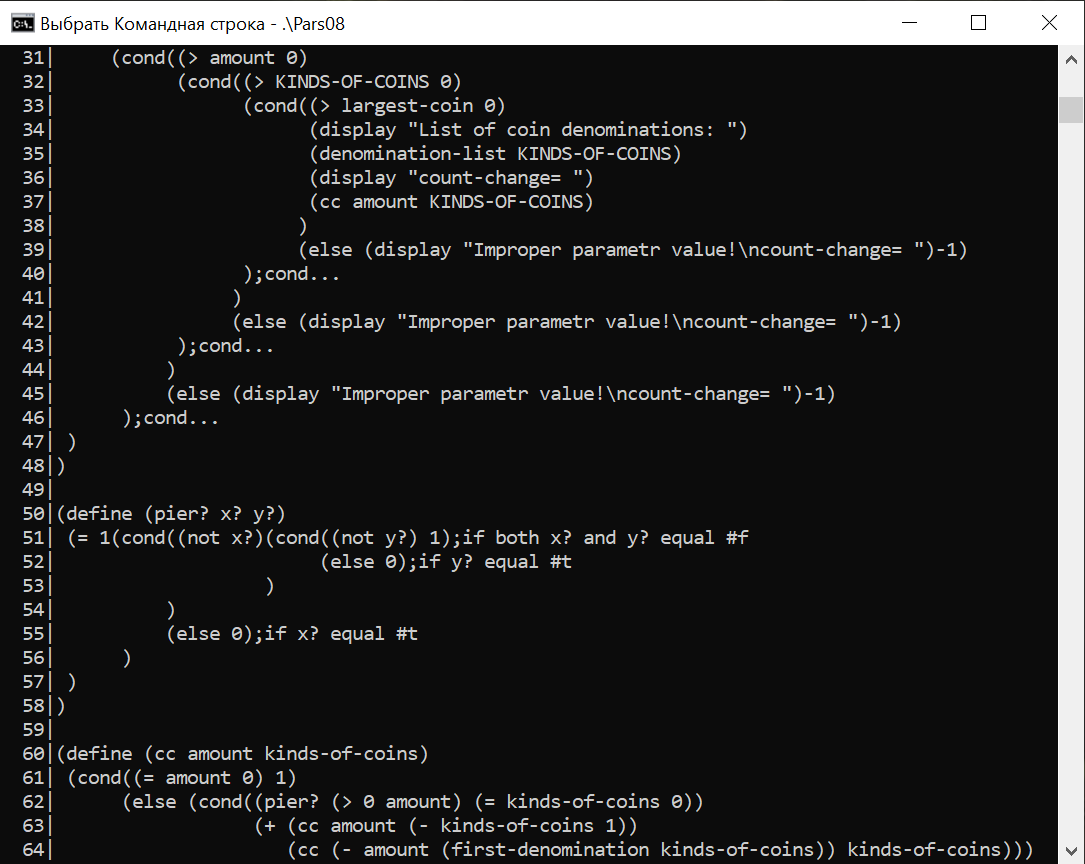 Выбрать Командная строка - .\Pars08
31|     (cond((> amount 0)
32|           (cond((> KINDS-OF-COINS 0)
33|                 (cond((> largest-coin 0)
34|                       (display "List of coin denominations: ")
35|                       (denomination-list KINDS-OF-COINS)
36|                       (display "count-change= ")
37|                       (cc amount KINDS-OF-COINS)
38|                      )
39|                      (else (display "Improper parametr value!\ncount-change= ")-1)
40|                 );cond...
41|                )
42|                (else (display "Improper parametr value!\ncount-change= ")-1)
43|           );cond...
44|          )
45|          (else (display "Improper parametr value!\ncount-change= ")-1)
46|      );cond...
47| )
48|)
49|
50|(define (pier? x? y?)
51| (= 1(cond((not x?)(cond((not y?) 1);if both x? and y? equal #f
52|                        (else 0);if y? equal #t
53|                   )
54|          )
55|          (else 0);if x? equal #t
56|      )
57| )
58|)
59|
60|(define (cc amount kinds-of-coins)
61| (cond((= amount 0) 1)
62|      (else (cond((pier? (> 0 amount) (= kinds-of-coins 0))
63|                  (+ (cc amount (- kinds-of-coins 1))
64|                     (cc (- amount (first-denomination kinds-of-coins)) kinds-of-coins)))